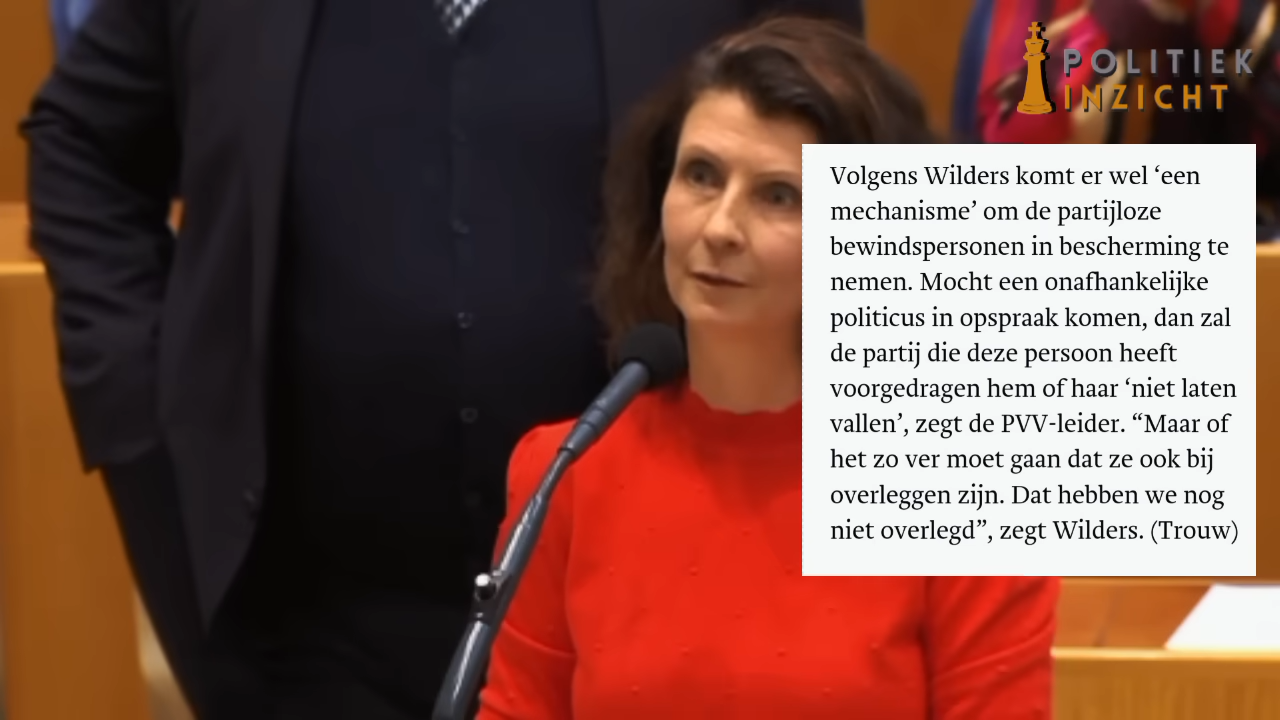 POLITIEK
INZICHT
Volgens Wilders komt er wel ‘een
mechanisme’ om de partijloze
bewindspersonen in bescherming te
nemen. Mocht een onafhankelijke
politicus in opspraak komen, dan zal
de partij die deze persoon heeft
voorgedragen hem of haar ‘niet laten
vallen’, zegt de PVV-leider. “Maar of
het zo ver moet gaan dat ze ook bij
overleggen zijn. Dat hebben we nog
niet overlegd”, zegt Wilders. (Trouw)